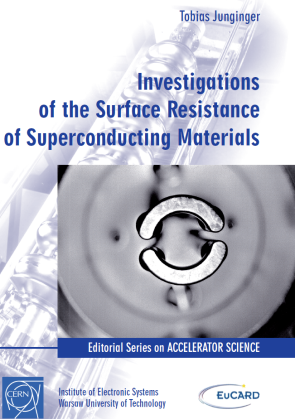 Tobias Junginger
Investigations
of the Surface Resistance
of Superconducting Materials
Editorial Series on ACCELERATOR SCIENCE
CERN
Institute of Electronic Systems
Warsaw University of Technology
EuCARD